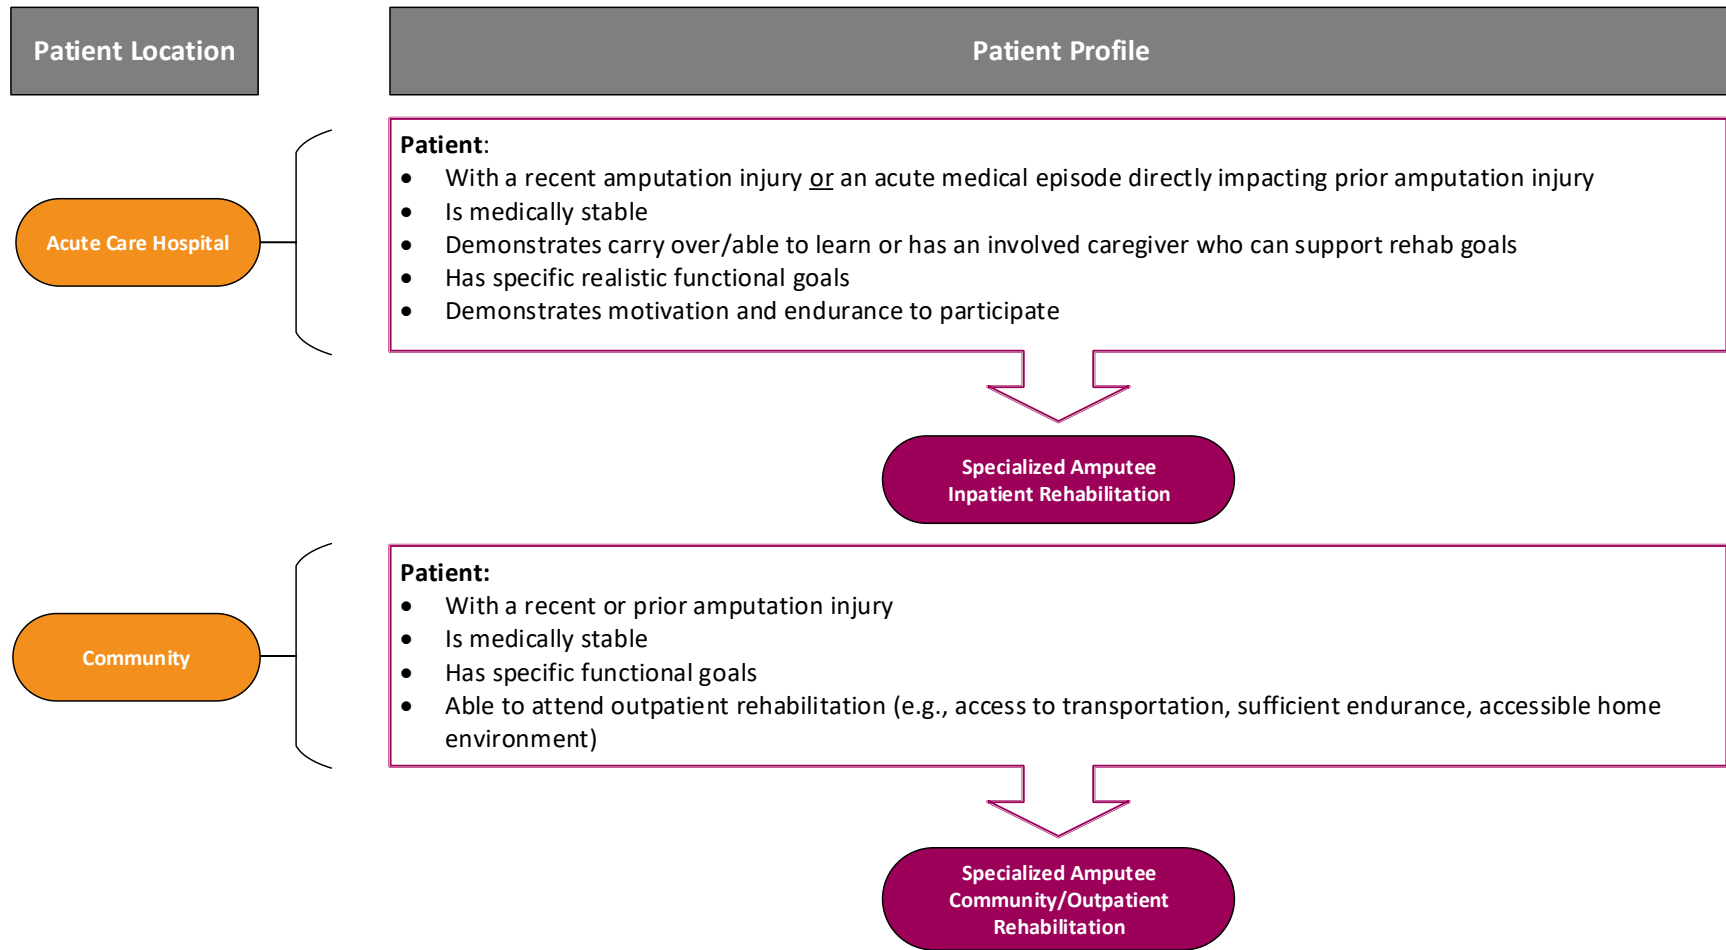 Patient Location
Patient Profile
Acute Care Hospital
Patient:
• With a recent amputation injury or an acute medical episode directly impacting prior amputation injury
• Is medically stable
• Demonstrates carry over/able to learn or has an involved caregiver who can support rehab goals
• Has specific realistic functional goals
• Demonstrates motivation and endurance to participate
Specialized Amputee
Inpatient Rehabilitation
Community
Patient:
• With a recent or prior amputation injury
• Is medically stable
• Has specific functional goals
• Able to attend outpatient rehabilitation (e.g., access to transportation, sufficient endurance, accessible home
environment)
Specialized Amputee
Community/Outpatient
Rehabilitation